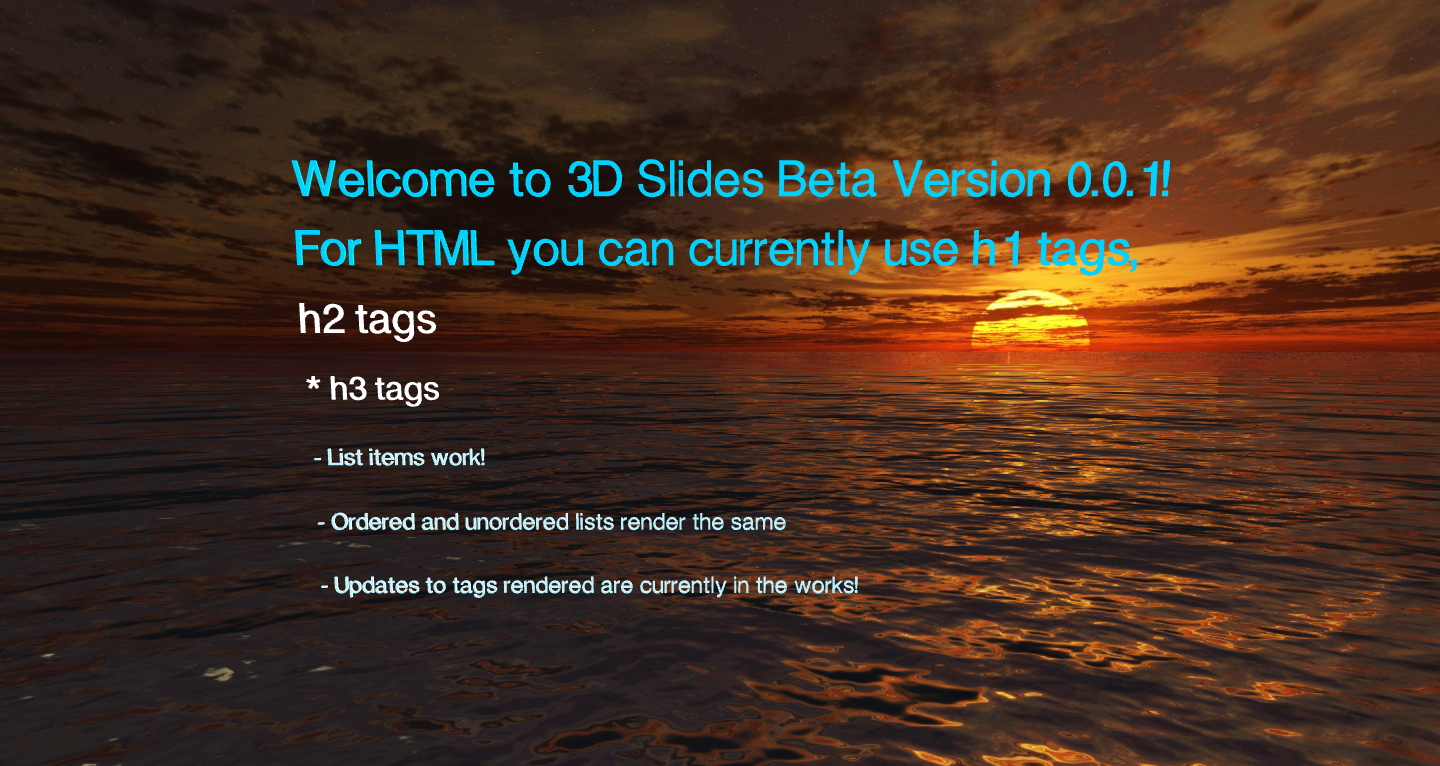 Welcome to 3D Slides Beta Version 0.0.1!
For HTML you can currently use h1 tags,
h2 tags
* h3 tags
- List items work!
- Ordered and unordered lists render the same
- Updates to tags rendered are currently in the works!